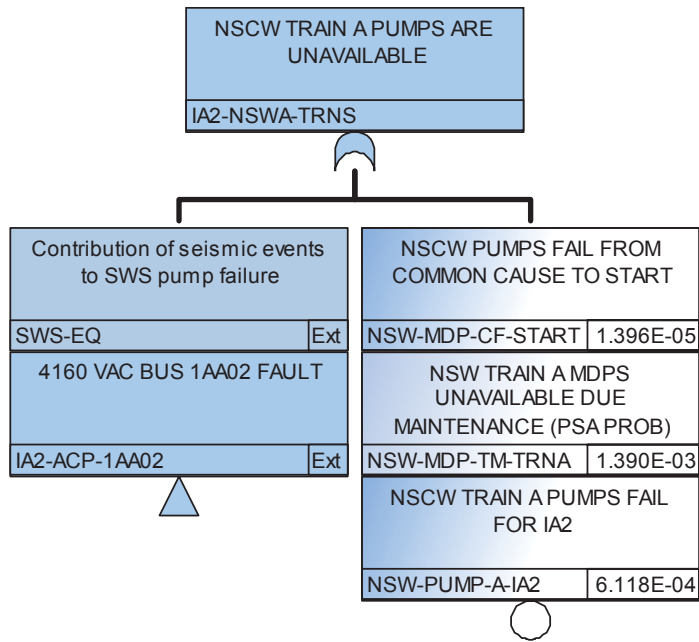 NSCW TRAIN A PUMPS ARE
UNAVAILABLE
IA2-NSWA-TRNS
Contribution of seismic events
to SWS pump failure
SWS-EQ Ext
4160 VAC BUS 1AA02 FAULT
IA2-ACP-1AA02 Ext
NSCW PUMPS FAIL FROM
COMMON CAUSE TO START
NSW-MDP-CF-START 1.396E-05
NSW TRAIN A MDPS
UNAVAILABLE DUE
MAINTENANCE (PSA PROB)
NSW-MDP-TM-TRNA 1.390E-03
NSCW TRAIN A PUMPS FAIL
FOR IA2
NSW-PUMP-A-IA2 6.118E-04